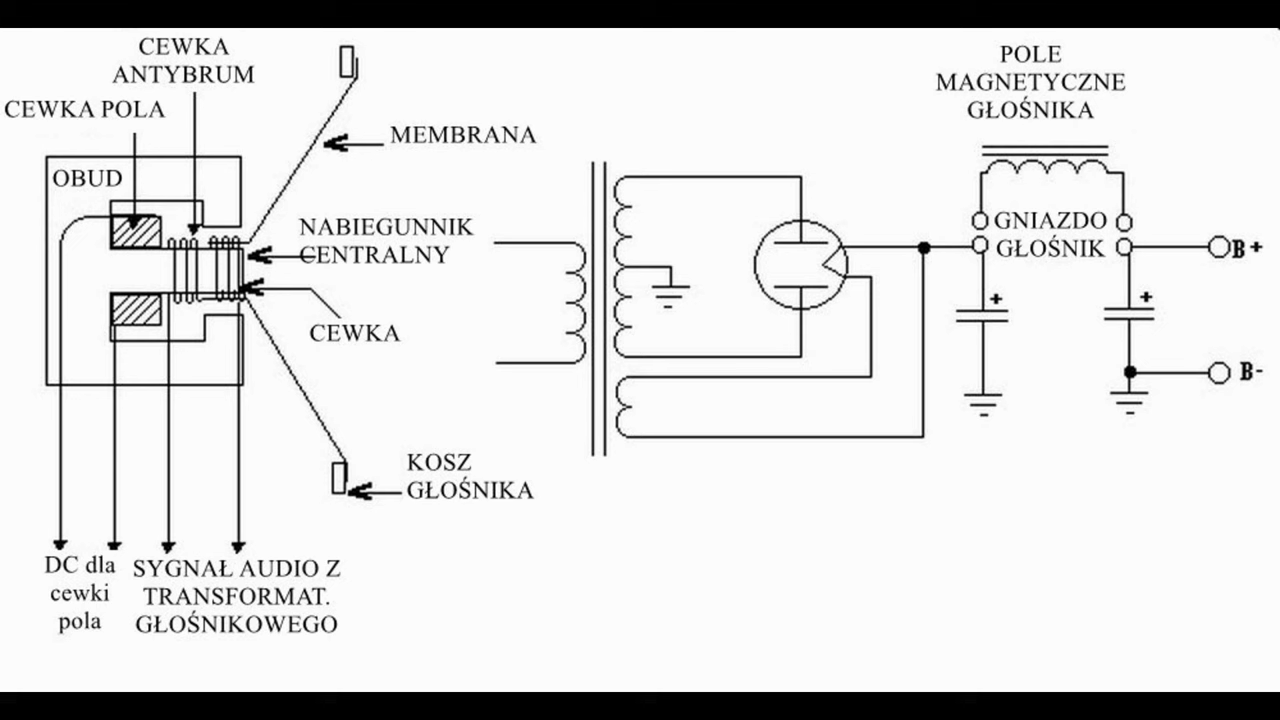 CEWKA
ANTYBRUM
CEWKA POLA
OBUD
MEMBRANA
NABIEGUNNIK
CENTRALNY
CEWKA
KOSZ
GŁOŚNIKA
DC dla
cewki
pola
SYGNAŁ AUDIO Z
TRANSFORMAT.
GŁOŚNIKOWEGO
POLE
MAGNETYCZNE
GŁOŚNIKA
GNIAZDO
GŁOŚNIK
B+
+
+
B-